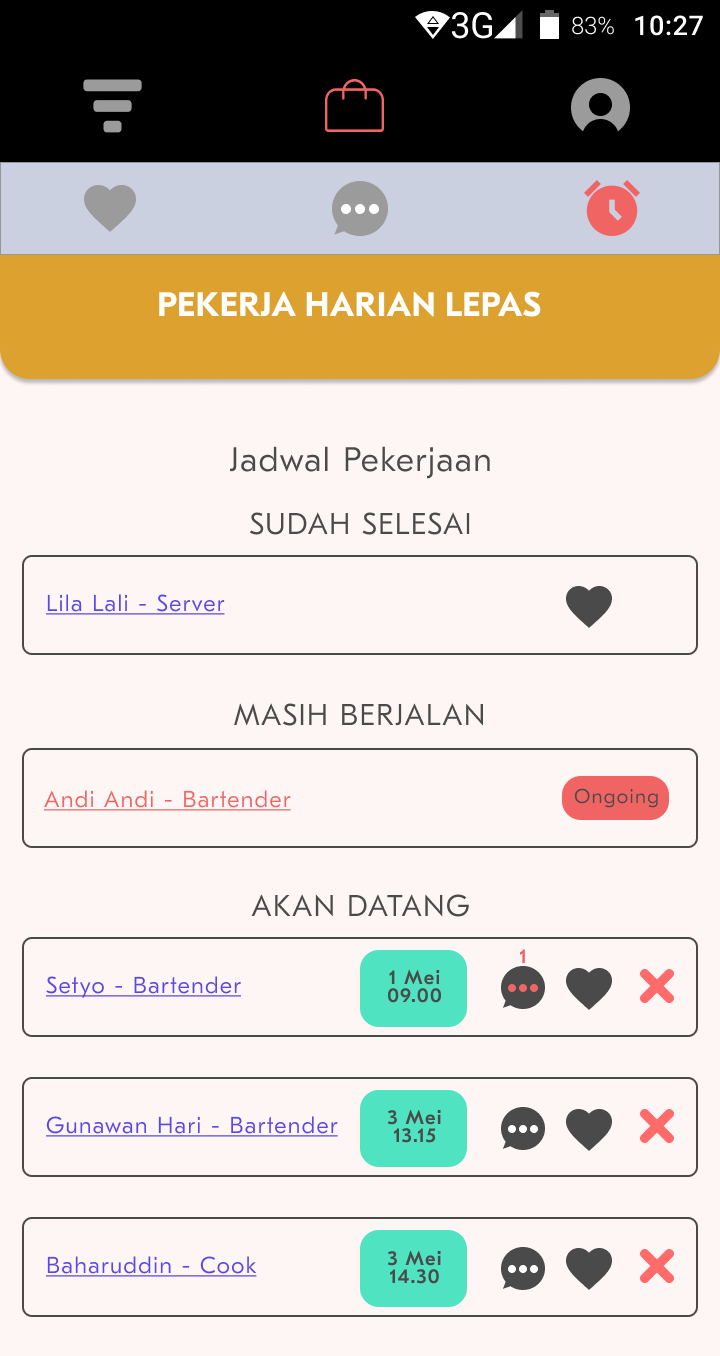 3G 83% 10:27
PEKERJA HARIAN LEPAS
Jadwal Pekerjaan
SUDAH SELESAI
Lila Lali - Server
MASIH BERJALAN
Andi Andi - Bartender
Ongoing
AKAN DATANG
Setyo - Bartender
1 Mei
09.00
1
Gunawan Hari - Bartender
3 Mei
13.15
Baharuddin - Cook
3 Mei
14.30